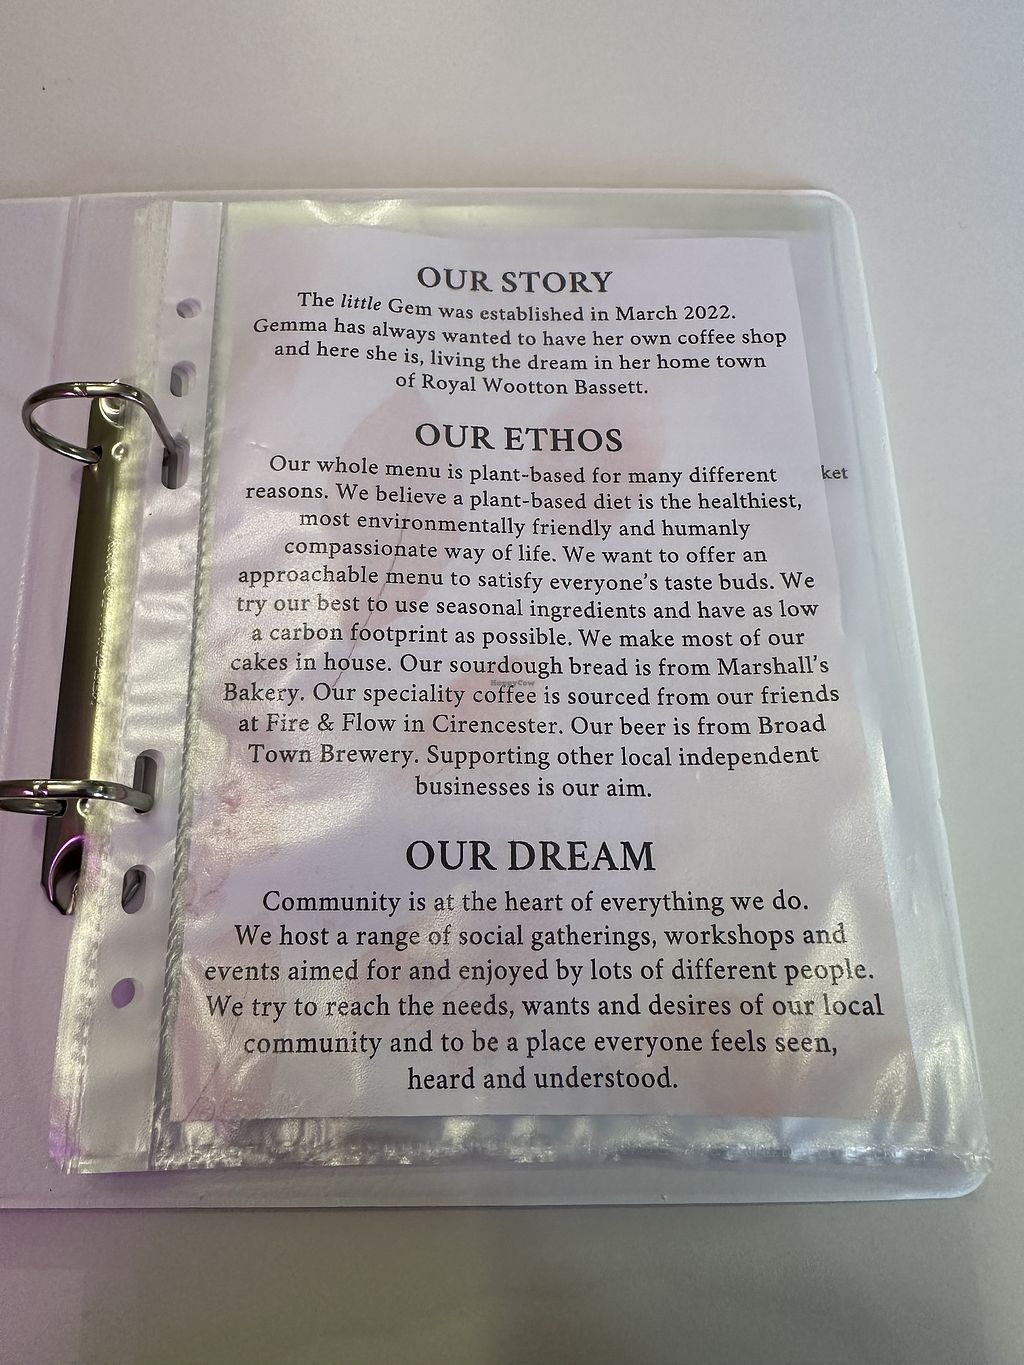 OUR STORY
The little Gem was established in March 2022.
Gemma has always wanted to have her own coffee shop
and here she is, living the dream in her home town
of Royal Wootton Bassett.
OUR ETHOS
Our whole menu is plant-based for many different
reasons. We believe a plant-based diet is the healthiest,
most environmentally friendly and humanly
compassionate way of life. We want to offer an
approachable menu to satisfy everyone's taste buds. We
try our best to use seasonal ingredients and have as low
a carbon footprint as possible. We make most of our
cakes in house. Our sourdough bread is from Marshall's
Bakery. Our speciality coffee is sourced from our friends
at Fire & Flow in Cirencester. Our beer is from Broad
Town Brewery. Supporting other local independent
businesses is our aim.
OUR DREAM
Community is at the heart of everything we do.
We host a range of social gatherings, workshops and
events aimed for and enjoyed by lots of different people.
We try to reach the needs, wants and desires of our local
community and to be a place everyone feels seen,
heard and understood.
ket
HappyCow